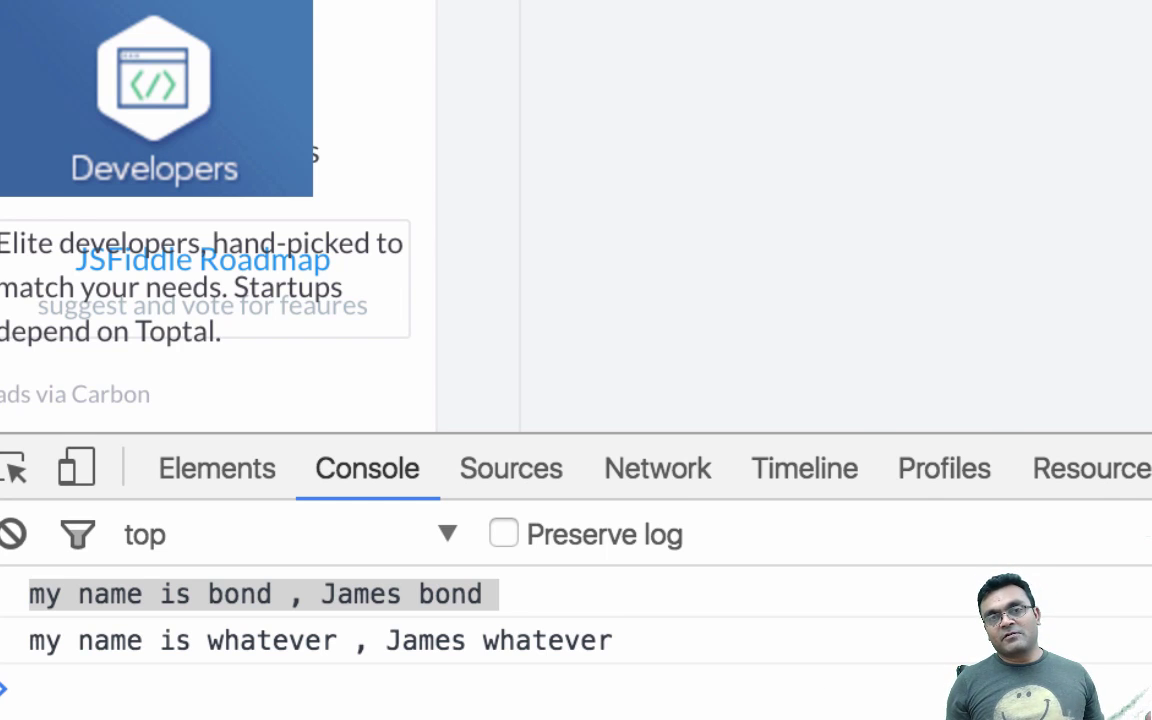 Developers
s
Elite developers, hand-picked to
JSFiddle Roadmap
match your needs. Startups
suggest and vote for feaures
depend on Toptal.
ads via Carbon
Elements Console Sources Network Timeline Profiles Resource
top Preserve log
my name is bond , James bond
my name is whatever , James whatever